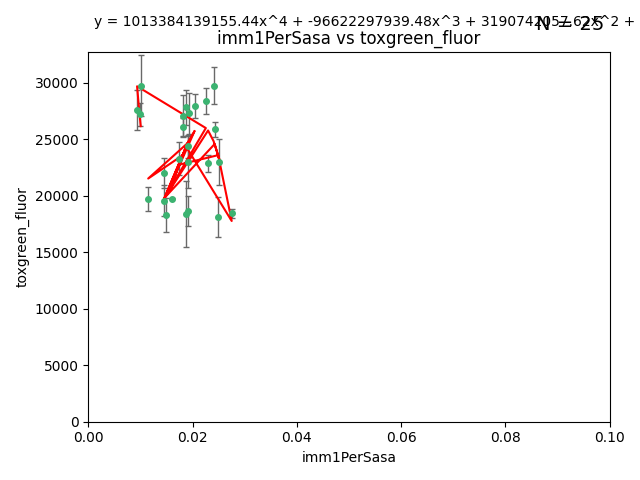 y = 1013384139155.44x^4 + -96622297939.48x^3 + 3190742057.62x^2 +
N = 25
imm1PerSasa vs toxgreen_fluor
30000
25000
20000
15000
10000
5000
0
toxgreen_fluor
0.00 0.02 0.04 0.06 0.08 0.10
imm1PerSasa